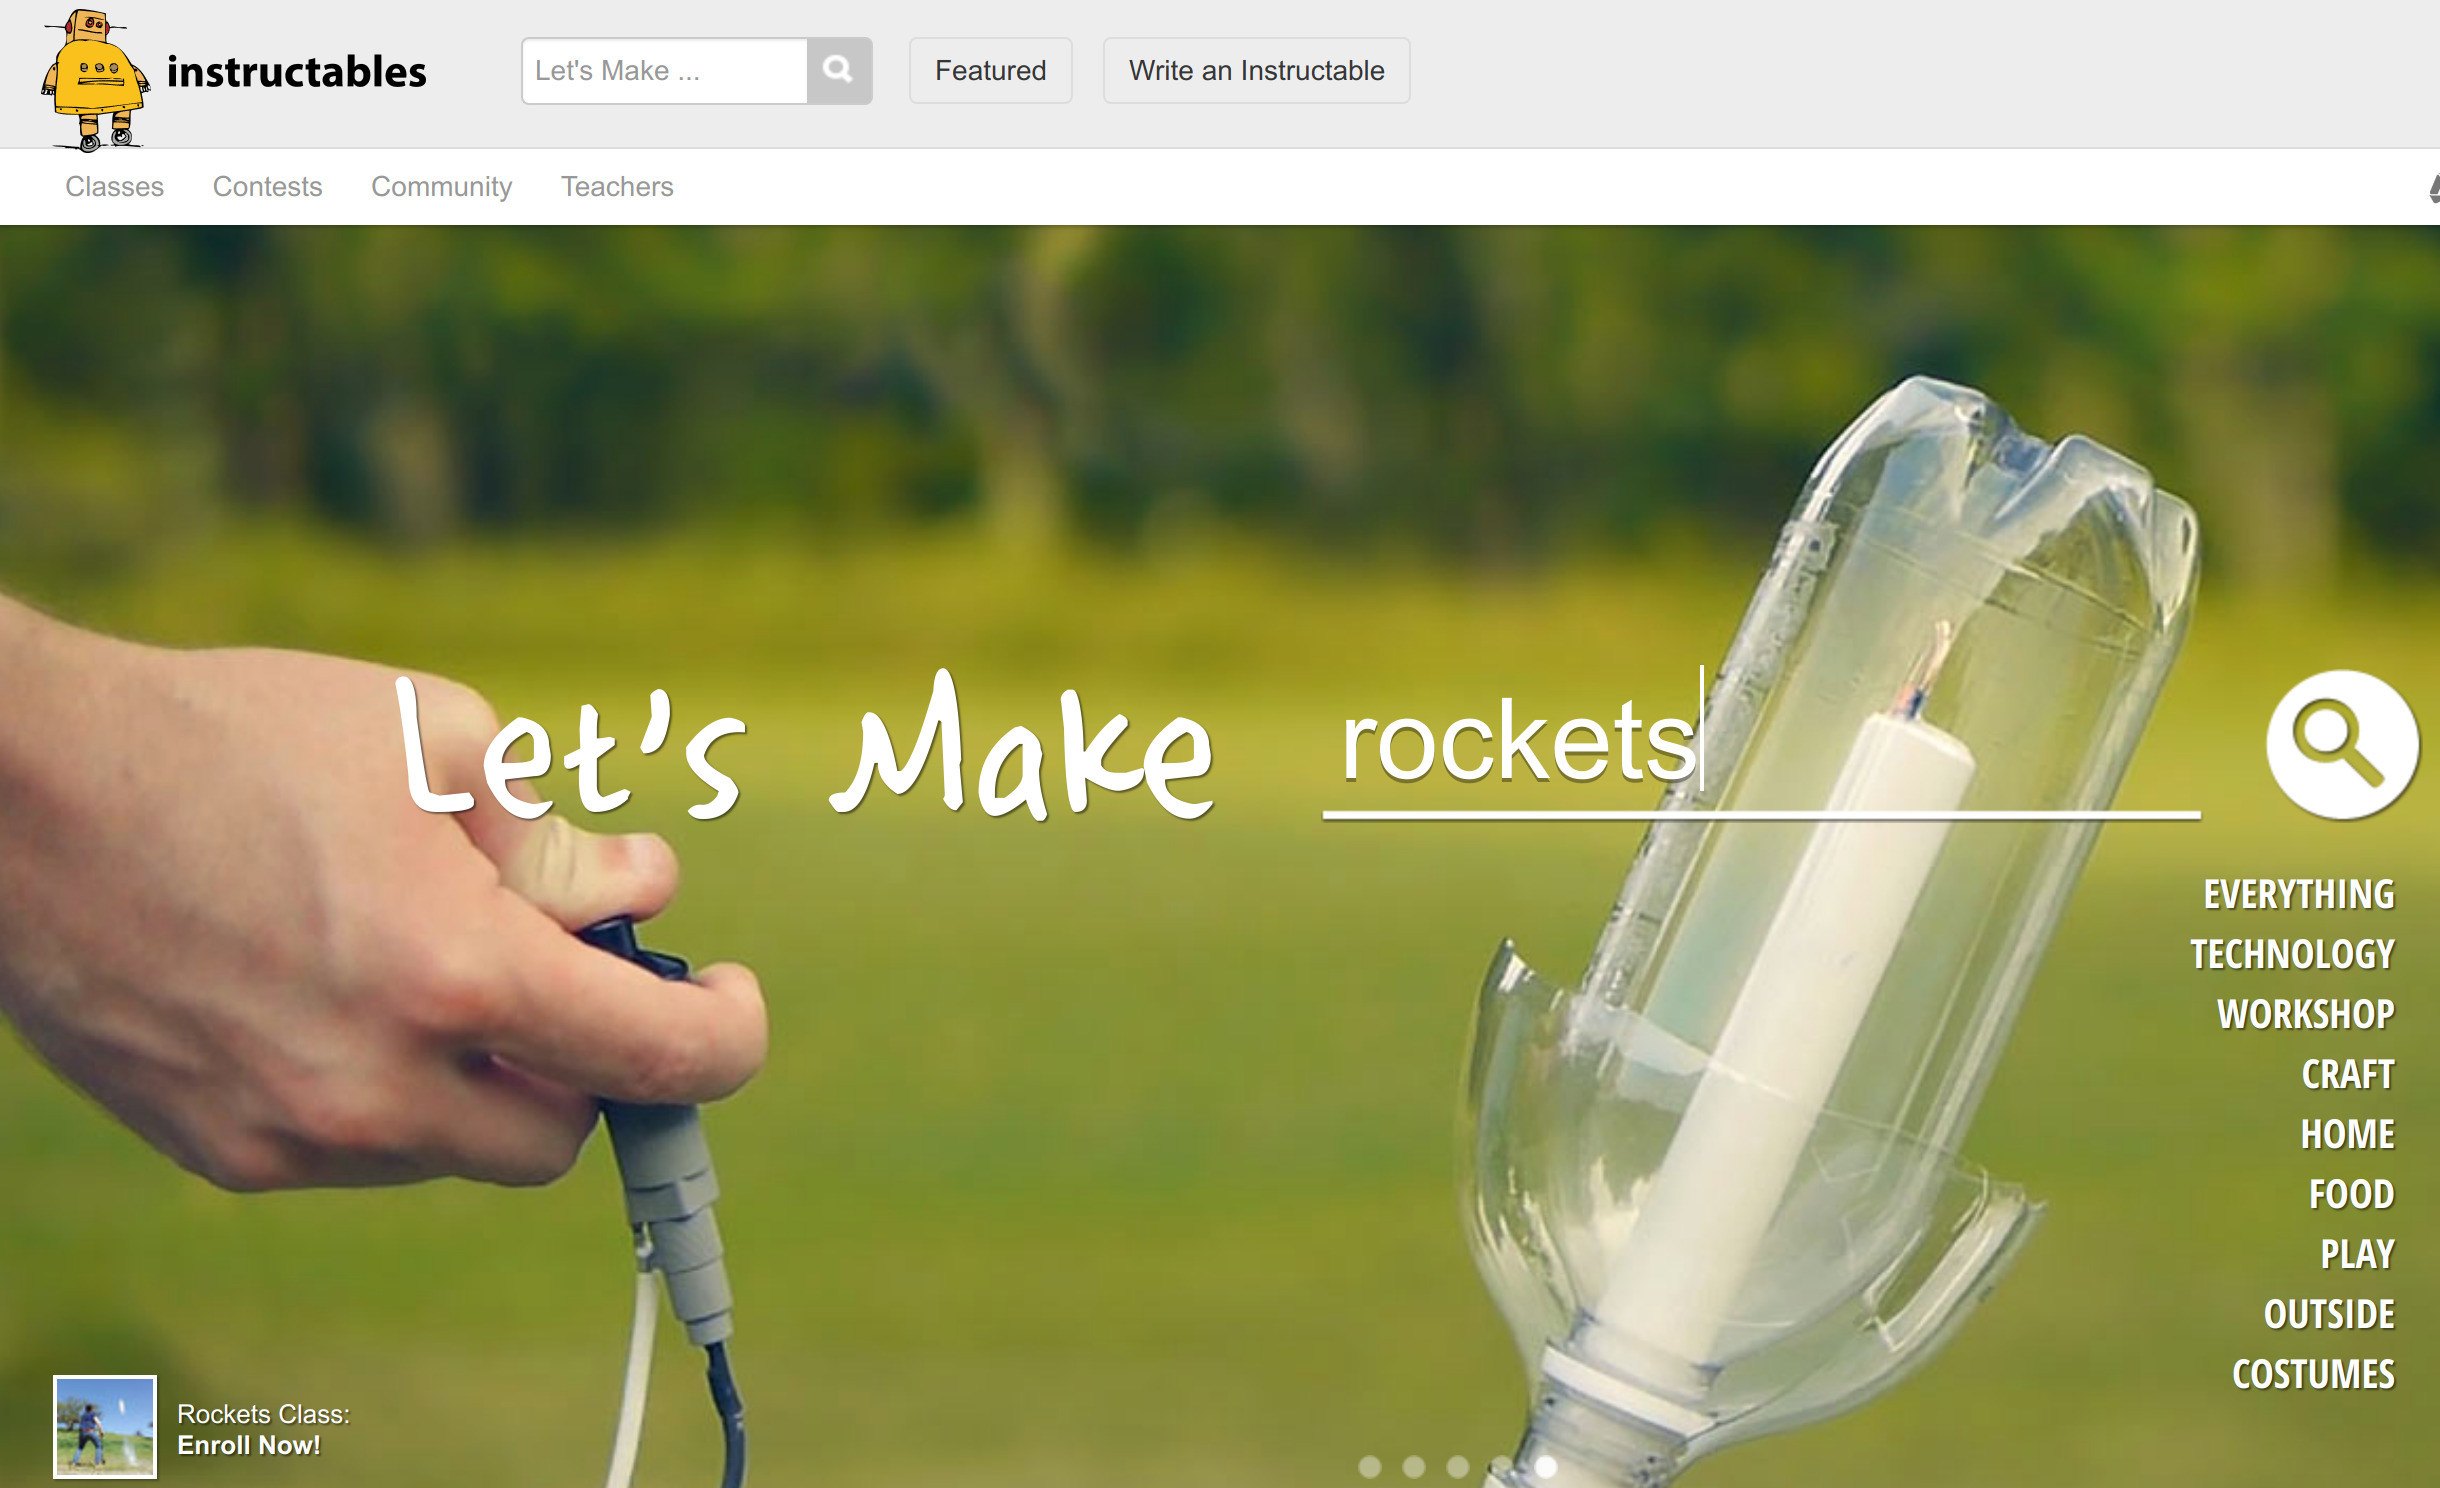 instructables
Let's Make ...
Featured
Write an Instructable
Classes
Contests
Community
Teachers
Let's Make rockets
EVERYTHING
TECHNOLOGY
WORKSHOP
CRAFT
HOME
FOOD
PLAY
OUTSIDE
COSTUMES
Rockets Class:
Enroll Now!